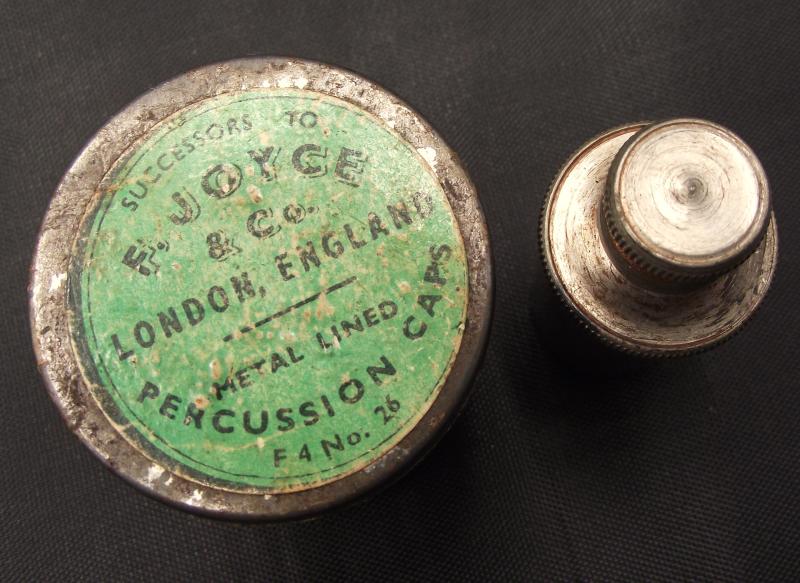 SUCCESSORS TO
F. JOYCE
& Co.
LONDON, ENGLAND
METAL LINED
PERCUSSION CAPS
F 4 No. 26